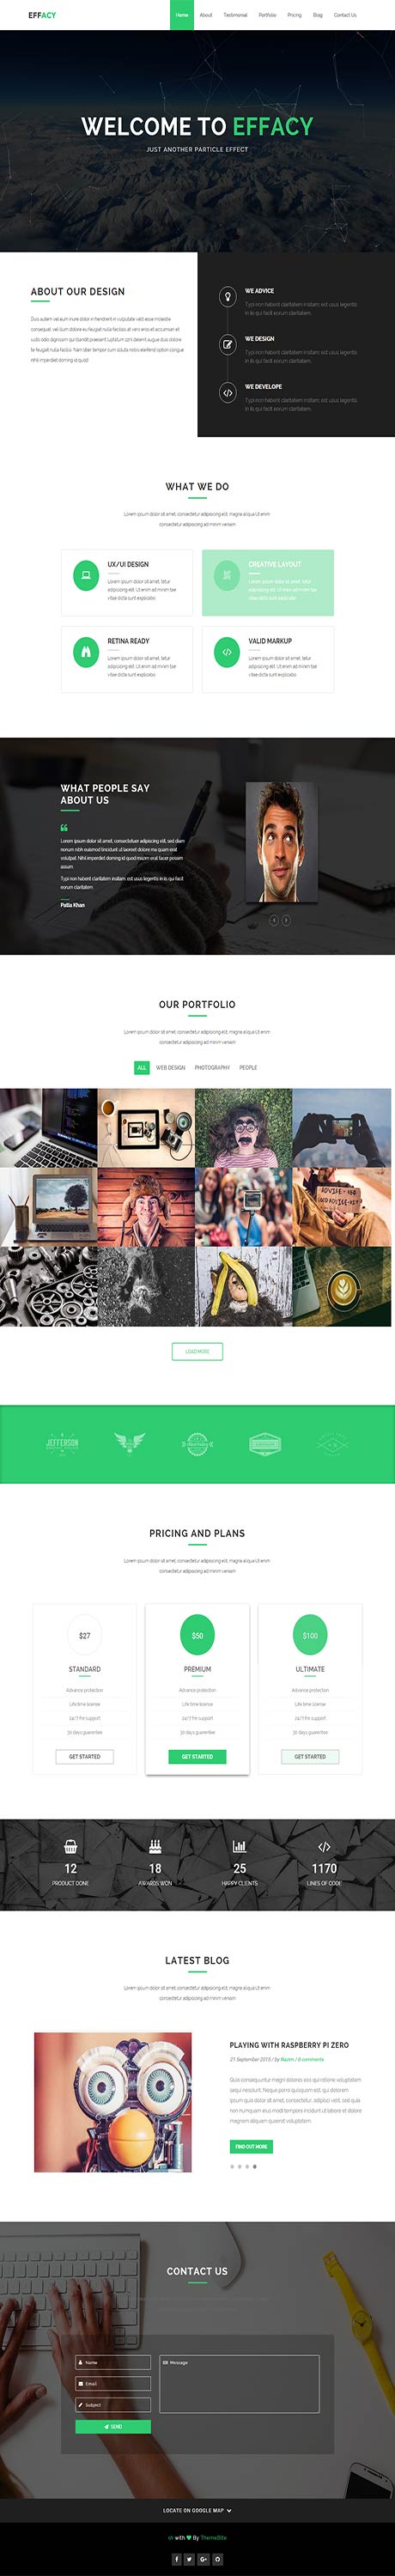 EFFACY
Home About Testimonial Portfolio Pricing Blog Contact Us
WELCOME TO EFFACY
JUST ANOTHER PARTICLE EFFECT
ABOUT OUR DESIGN
Duis autem vel eum iriure dolor in hendrerit in vulputate velit esse molestie
consequat, vel illum dolore eu feugiat nulla facilisis at vero eros et accumsan et
iusto odio dignissim qui blandit praesent luptatum zzril delenit augue duis dolore
te feugait nulla facilisi. Nam liber tempor cum soluta nobis eleifend option congue
nihil imperdiet doming id quod
WE ADVICE
Typi non habent claritatem insitam; est usus legentis
in iis qui facit eorum claritatem.
WE DESIGN
Typi non habent claritatem insitam; est usus legentis
in iis qui facit eorum claritatem.
WE DEVELOPE
Typi non habent claritatem insitam; est usus legentis
in iis qui facit eorum claritatem.
WHAT WE DO
Lorem ipsum dolor sit amet, consectetur adipisicing elit, magna aliqua Ut enim
consectetur adipisicing ad minim veniam
UX/UI DESIGN
Lorem ipsum dolor sit amet, tetur
adipisicing elit. Ut enim ad minim tae
vitae dicta sunt explicabo
CREATIVE LAYOUT
Lorem ipsum dolor sit amet, tetur
adipisicing elit. Ut enim ad minim tae
vitae dicta sunt explicabo
RETINA READY
Lorem ipsum dolor sit amet, tetur
adipisicing elit. Ut enim ad minim tae
vitae dicta sunt explicabo
VALID MARKUP
Lorem ipsum dolor sit amet, tetur
adipisicing elit. Ut enim ad minim tae
vitae dicta sunt explicabo
WHAT PEOPLE SAY
ABOUT US
Lorem ipsum dolor sit amet, consectetuer adipiscing elit, sed diam
nonum nibh euismod tincidunt ut laoreet dolore ma quam erat
volutpat. Nihil imperdiet doming id quod mazim erat facer possim
assum.
Typi non habent claritatem insitam; est usus legentis in iis qui facit
eorum claritatem.
Patla Khan
OUR PORTFOLIO
Lorem ipsum dolor sit amet, consectetur adipisicing elit, magna aliqua Ut enim
consectetur adipisicing ad minim veniam
ALL WEB DESIGN PHOTOGRAPHY PEOPLE
LOAD MORE
JEFFERSON
PRICING AND PLANS
Lorem ipsum dolor sit amet, consectetur adipisicing elit, magna aliqua Ut enim
consectetur adipisicing ad minim veniam
$27
STANDARD
Advance protection
Life time license
24/7 free support
30 days guarentee
GET STARTED
$50
PREMIUM
Advance protection
Life time license
24/7 free support
30 days guarentee
GET STARTED
$100
ULTIMATE
Advance protection
Life time license
24/7 free support
30 days guarentee
GET STARTED
12
PRODUCT DONE
18
AWARDS WON
25
HAPPY CLIENTS
1170
LINES OF CODE
LATEST BLOG
Lorem ipsum dolor sit amet, consectetur adipisicing elit, magna aliqua Ut enim
consectetur adipisicing ad minim veniam
PLAYING WITH RASPBERRY PI ZERO
21 September 2015 / by Nazim / 8 comments
Quia consequuntur magni dolores eos qui ratione voluptatem
sequi nesciunt. Neque porro quisquam est, qui dolorem
ipsum quia dolor sit amet, consectetur, adipisci velit, sed quia
non numquam eius modi tempora incidunt ut labore et dolore
magnam aliquam quaerat voluptatem.
FIND OUT MORE
CONTACT US
Name
Email
Subject
Message
SEND
LOCATE ON GOOGLE MAP
with By ThemeBite